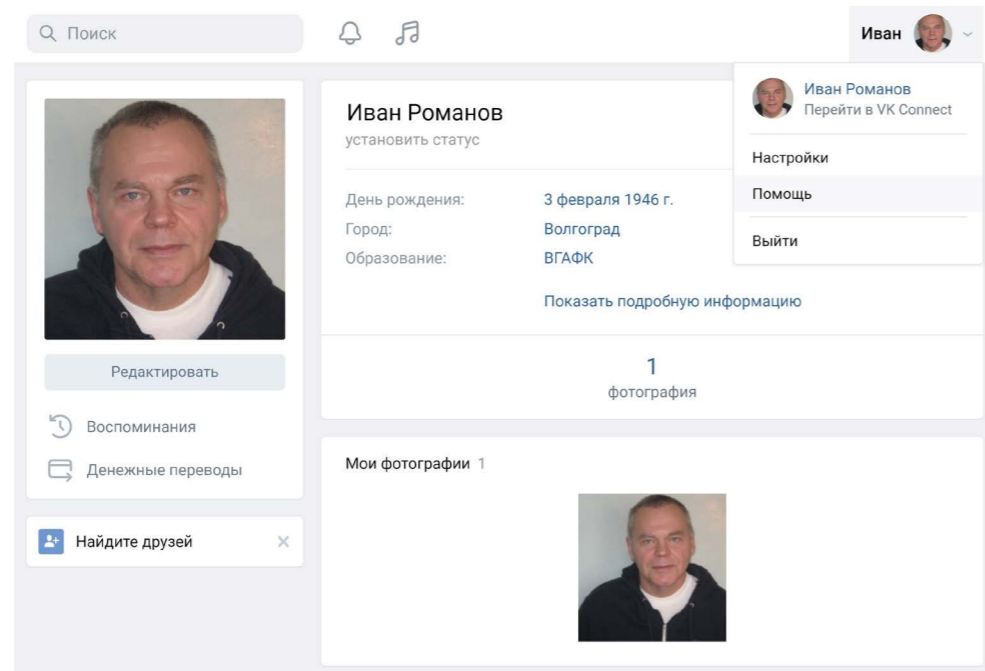 Поиск
Иван
Иван Романов
Перейти в VK Connect
Настройки
Помощь
Выйти
Иван Романов
установить статус
День рождения: 3 февраля 1946 г.
Город: Волгоград
Образование: ВГАФК
Показать подробную информацию
1
фотография
Редактировать
Воспоминания
Денежные переводы
Найдите друзей
Мои фотографии 1